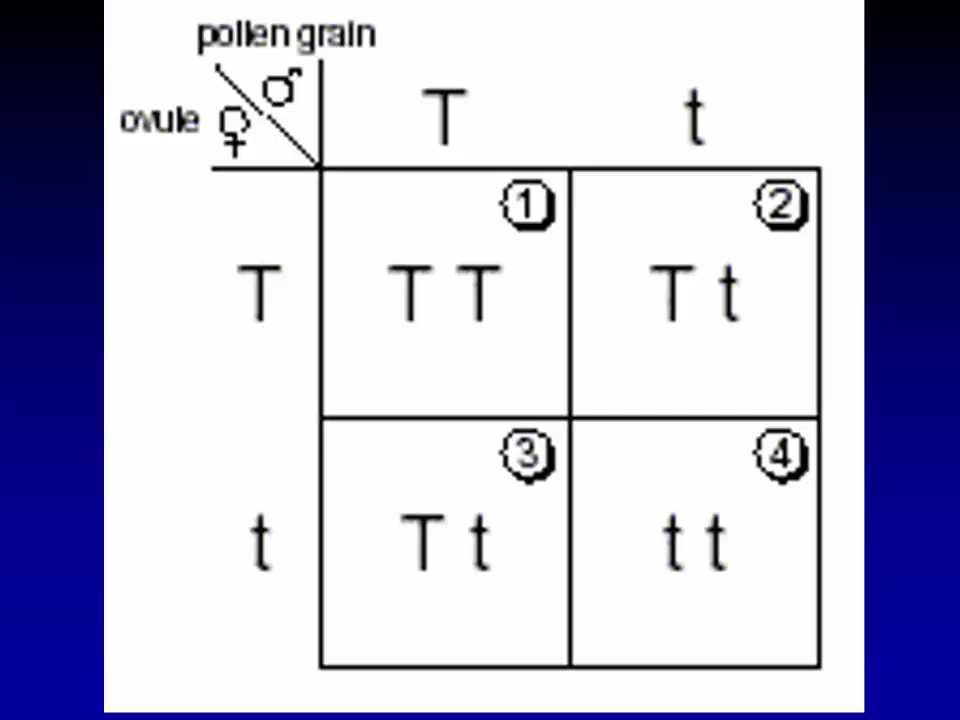 pollen grain
ovule ♀ ♂
T t
1 2
T T T T t
3 4
t T t t t